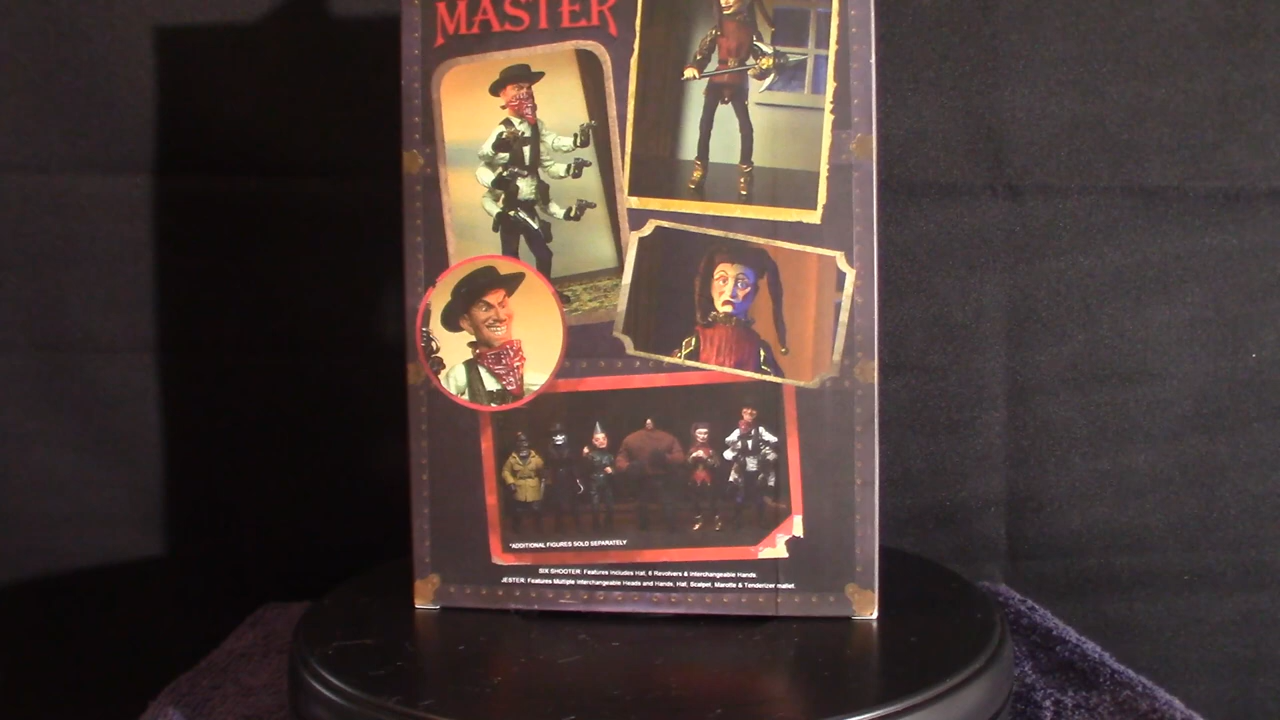 MASTER
*ADDITIONAL FIGURES SOLD SEPARATELY
SIX SHOOTER: Features Includes Hat, 6 Revolvers & Interchangeable Hands.
JESTER: Features Multiple Interchangeable Heads and Hands, Hat, Scalpel, Marotte & Tenderizer mallet.